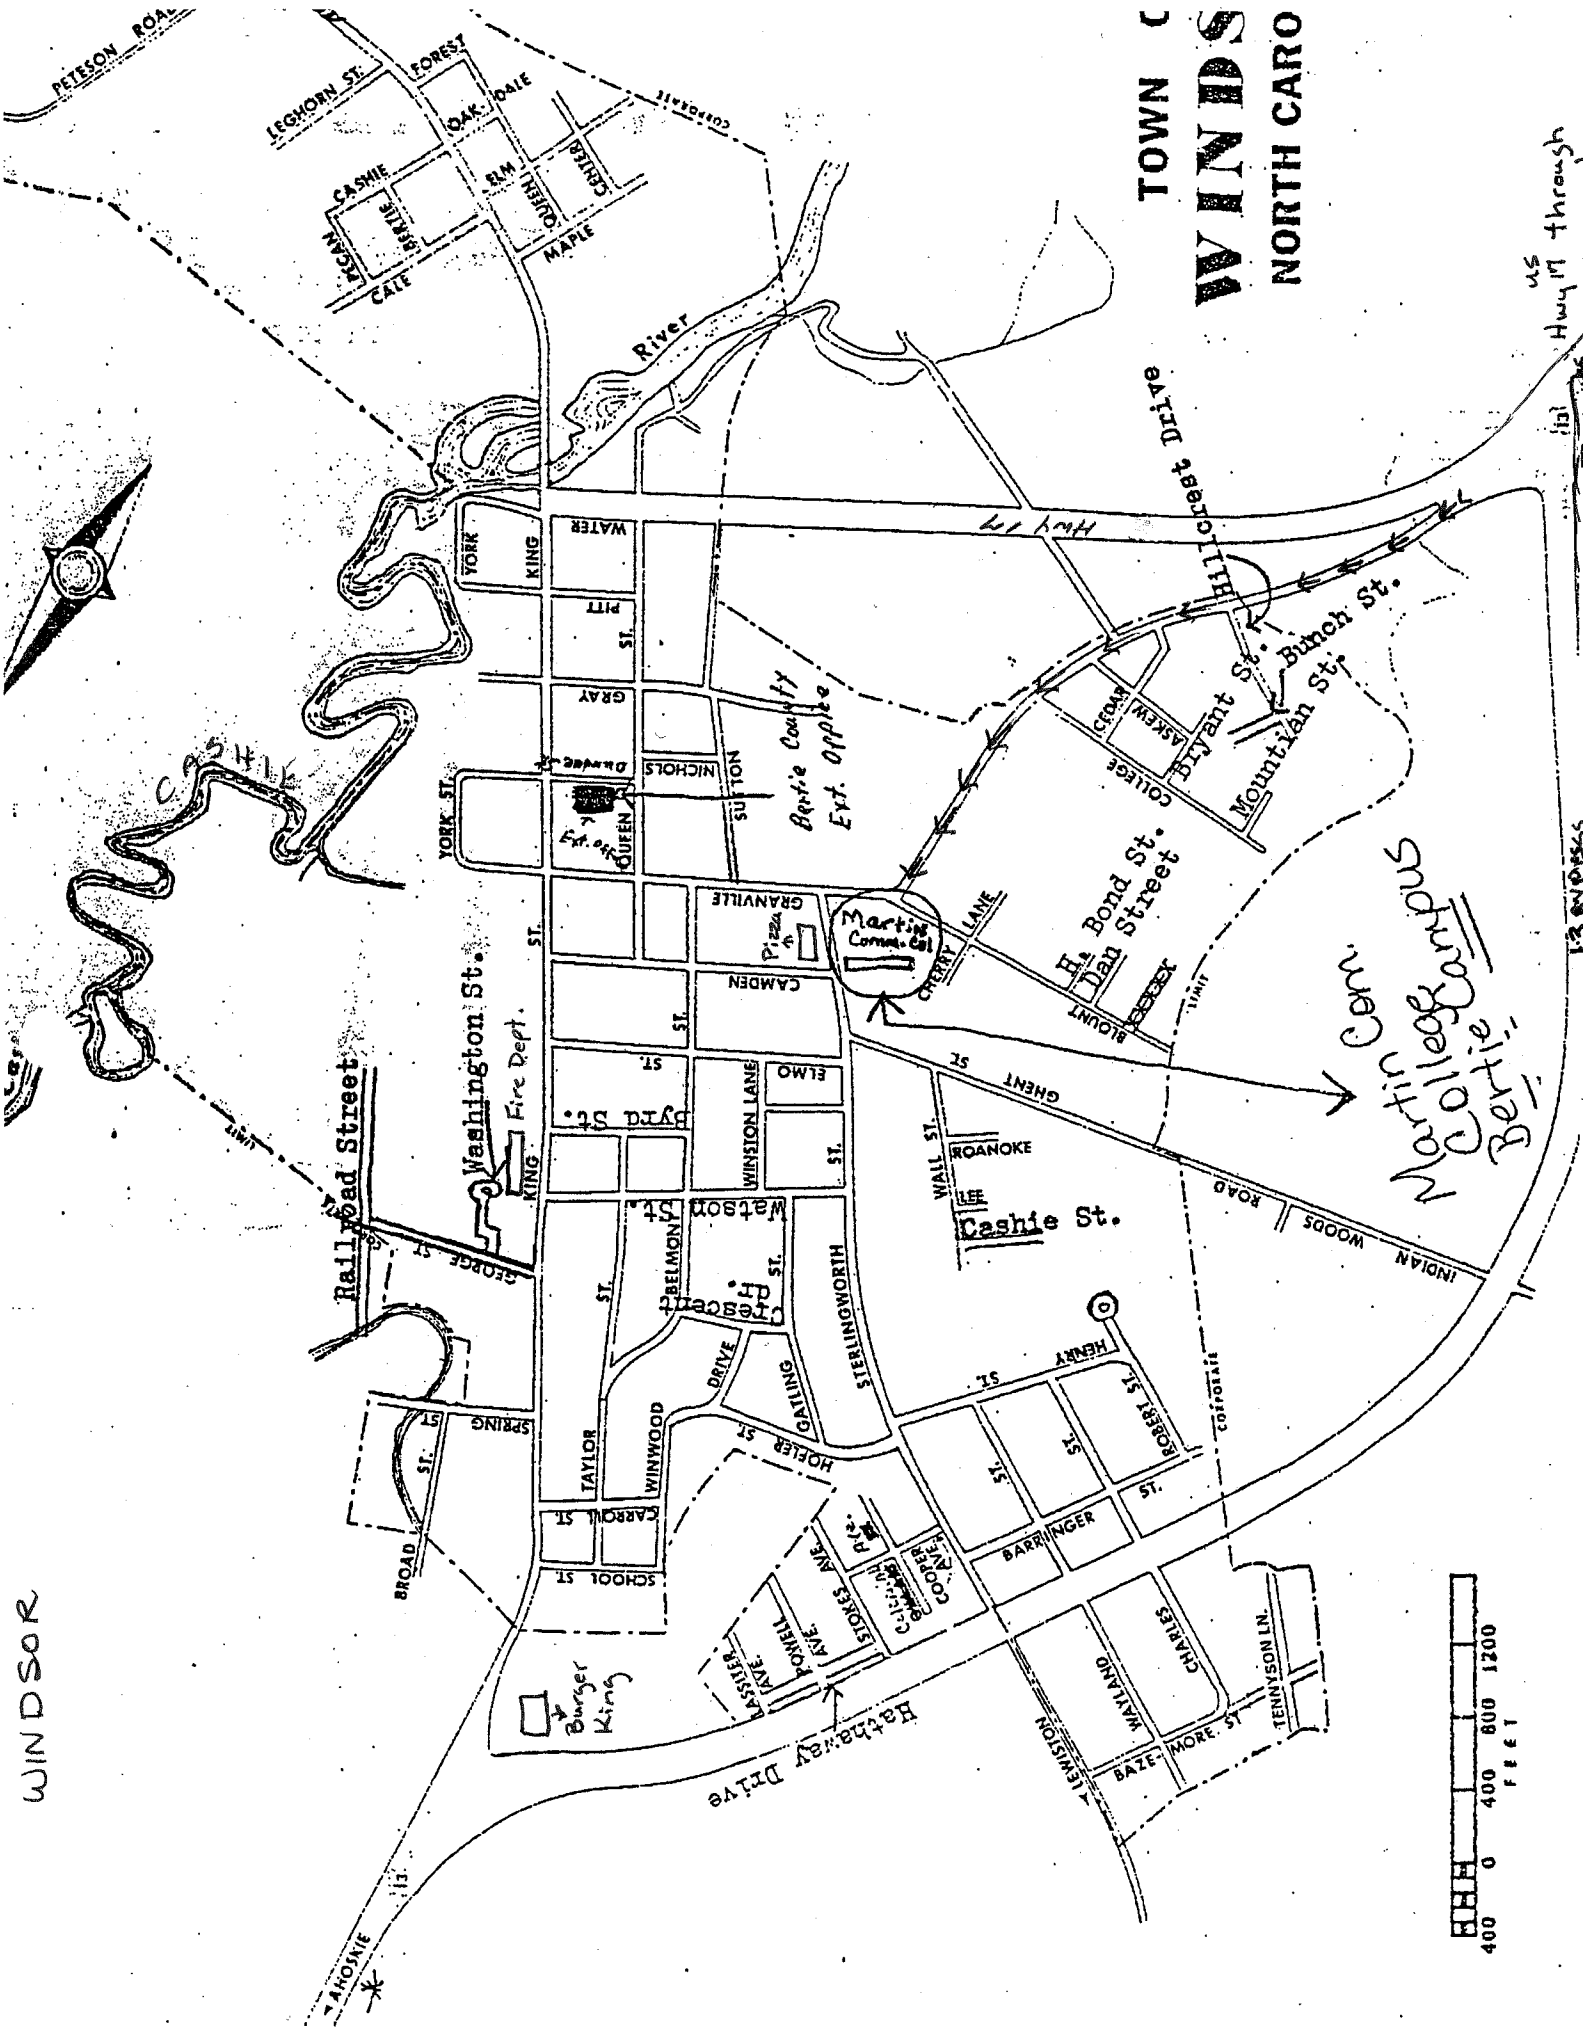 WINDSOR
TOWN
WINDS
NORTH CARO
PETESON ROAD
LEGHORN ST.
FOREST
OAK-DALE
CASHIE
BERTIE
PECAN
CALE
ELM
QUEEN
CENTER
MAPLE
CORPORATE
River
CASHIE
YORK
KING
WATER
PITT
ST.
GRAY
Dundee St.
NICHOLS
SUTTON
YORK ST.
QUEEN
Bertie County
Ext. Office
Hwy 17
US
Hwy 17 through
Hillcrest Drive
Bunch St.
Bryant St.
Mountian St.
CEDAR
ASKEW
COLLEGE
GRANVILLE
Pizza
Martin
Comm. Col
CHERRY LANE
H. Bond St.
Dan Street
BLOUNT
LIMIT
CAMDEN
ST.
ST.
Washington St.
Fire Dept.
KING
ST.
Railroad Street
LIMIT
GEORGE ST
Byrd St.
WINSTON LANE
ELMO
ST.
Watson St.
BELMONT
ST.
Crescent
dr.
ST.
STERLINGWORTH
GHENT ST.
WALL ST.
ROANOKE
LEE
Cashie St.
INDIAN WOODS ROAD
Martin Com.
College
Bertie Campus
SPRING ST
BROAD ST.
TAYLOR
WINWOOD
DRIVE
GATLING
HOFLER ST
CARROLL ST.
SCHOOL ST
HENRY ST.
ROBERT ST.
ST.
ST.
BARRINGER
ST.
CORPORATE
Burger
King
LASSITER
AVE.
POWELL
AVE.
STOKES AVE.
COOPER
AVE.
Hathaway Drive
LEWISTON
WAYLAND
CHARLES
BAZE-MORE ST
TENNYSON LN.
AHOSKIE
13
400 0 400 800 1200
FEET